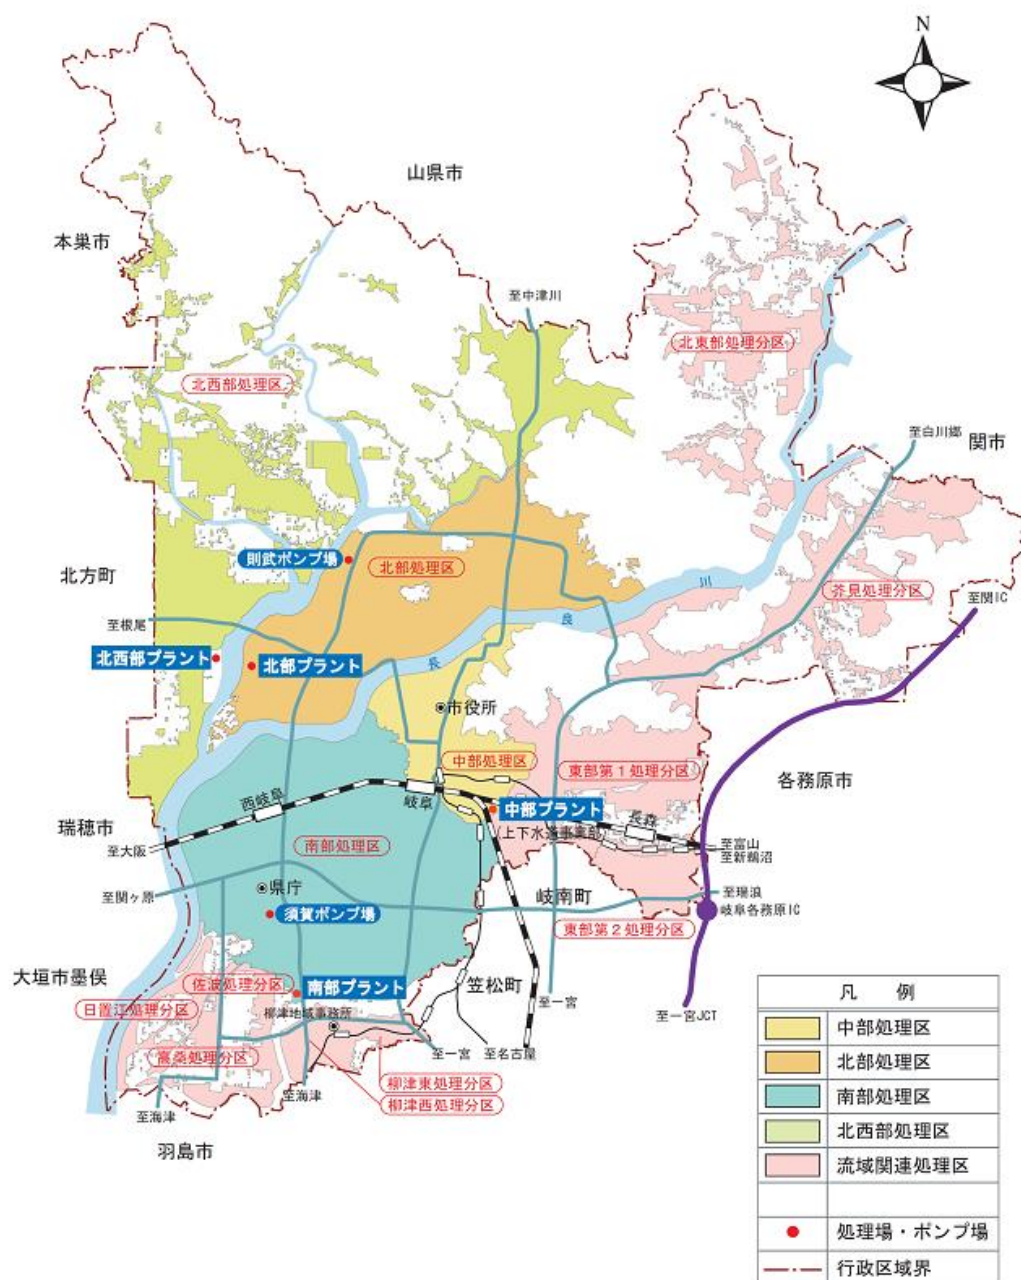 N
山県市
本巣市
至中津川
北東部処理分区
北西部処理区
至白川郷
関市
則武ポンプ場
北部処理区
北方町
川
芥見処理分区
至関IC
至根尾
良
北西部プラント
北部プラント
長
市役所
中部処理区
東部第1処理分区
各務原市
西岐阜
岐阜
中部プラント
(上下水道事業部)
長森
瑞穂市
至大阪
至富山
至新鵜沼
南部処理区
県庁
至関ヶ原
岐南町
至瑞浪
岐阜各務原IC
須賀ポンプ場
東部第2処理分区
大垣市墨俣
佐波処理分区
南部プラント
笠松町
日置江処理分区
柳津地域事務所
至一宮
至一宮JCT
富桑処理分区
至一宮
至名古屋
柳津東処理分区
柳津西処理分区
至海津
至海津
羽島市
凡 例
中部処理区
北部処理区
南部処理区
北西部処理区
流域関連処理区
処理場・ポンプ場
行政区域界